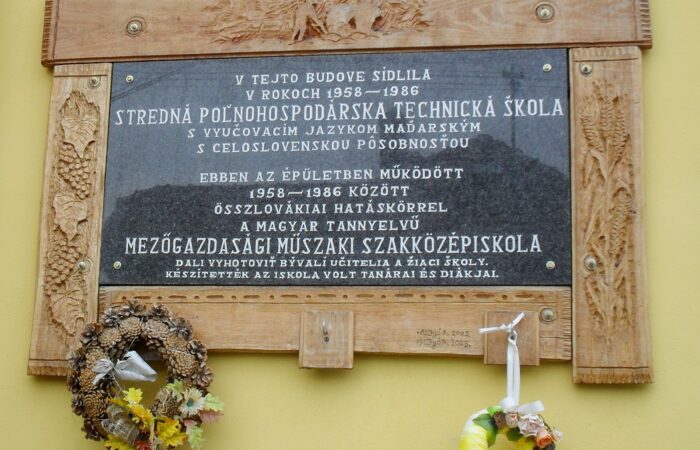 V TEJTO BUDOVE SÍDLILA
V ROKOCH 1958—1986
STREDNÁ POĽNOHOSPODÁRSKA TECHNICKÁ ŠKOLA
S VYUČOVACÍM JAZYKOM MAĎARSKÝM
S CELOSLOVENSKOU PÔSOBNOSŤOU
EBBEN AZ ÉPÜLETBEN MŰKÖDÖTT
1958—1986 KÖZÖTT
ÖSSZLOVÁKIAI HATÁSKÖRREL
A MAGYAR TANNYELVŰ
MEZŐGAZDASÁGI MŰSZAKI SZAKKÖZÉPISKOLA
DALI VYHOTOVIŤ BÝVALÍ UČITELIA A ŽIACI ŠKOLY.
KÉSZÍTETTÉK AZ ISKOLA VOLT TANÁRAI ÉS DIÁKJAI.